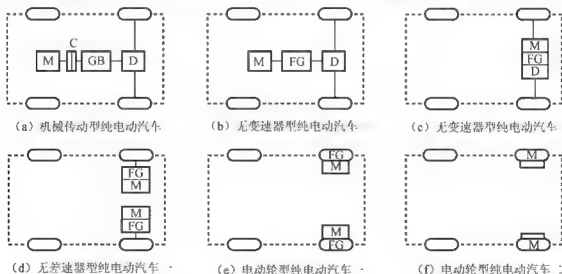 C
M GB D
M FG D
M
FG
D
(a) 机械传动型纯电动汽车
(b) 无变速器型纯电动汽车
(c) 无变速器型纯电动汽车
FG
M
M
FG
FG
M
M
FG
M
M
(d) 无差速器型纯电动汽车
(e) 电动轮型纯电动汽车
(f) 电动轮型纯电动汽车